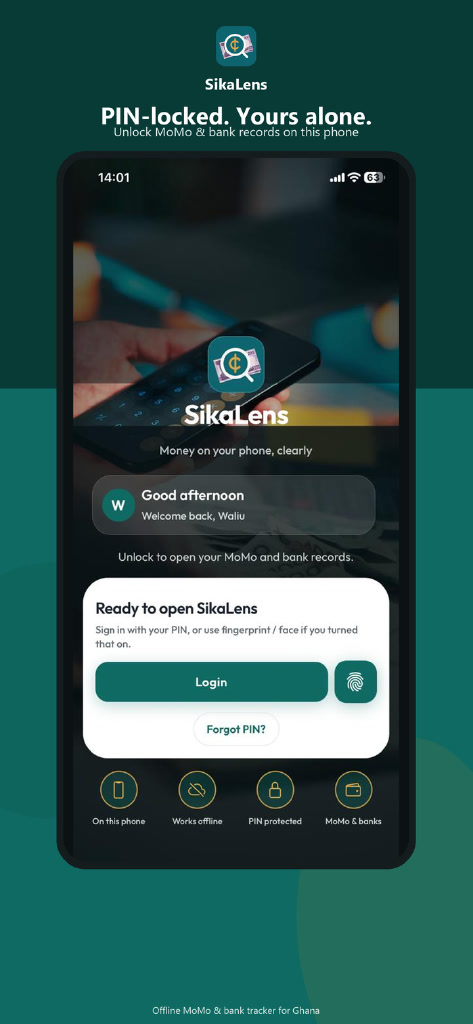 SikaLens
PIN-locked. Yours alone.
Unlock MoMo & bank records on this phone
14:01
63
SikaLens
Money on your phone, clearly
W
Good afternoon
Welcome back, Waliu
Unlock to open your MoMo and bank records.
Ready to open SikaLens
Sign in with your PIN, or use fingerprint / face if you turned
that on.
Login
Forgot PIN?
On this phone
Works offline
PIN protected
MoMo & banks
Offline MoMo & bank tracker for Ghana